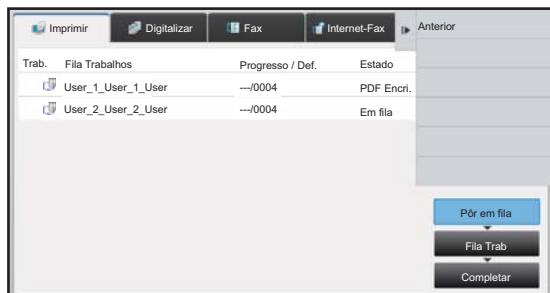 Imprimir Digitalizar Fax Internet-Fax Anterior
Trab. Fila Trabalhos Progresso / Def. Estado
User_1_User_1_User ---/0004 PDF Encri.
User_2_User_2_User ---/0004 Em fila
Pôr em fila
Fila Trab
Completar